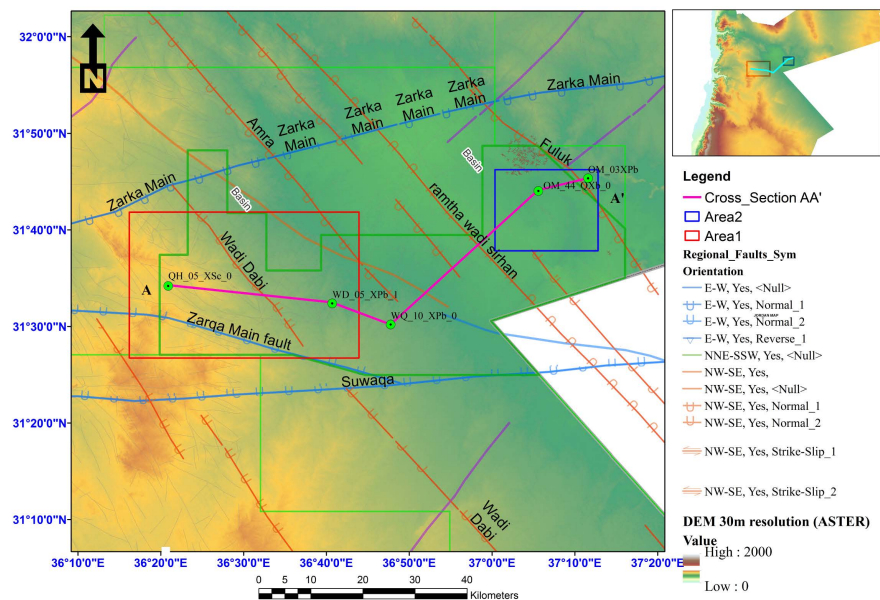 N
32°0'0"N
31°50'0"N
31°40'0"N
31°30'0"N
31°20'0"N
31°10'0"N
36°10'0"E
36°20'0"E
36°30'0"E
36°40'0"E
36°50'0"E
37°0'0"E
37°10'0"E
37°20'0"E
Zarka Main
Zarka
Main
Zarka
Main
Zarka
Main
Zarka
Main
Zarka
Main
Zarka Main
Amra
Fuluk
Basin
Basin
OM_03XPb
OM_44_QXb_0
A'
ramtha wadi sirhan
Wadi Dabi
A
QH_05_XSc_0
WD_05_XPb_1
WQ_10_XPb_0
Zarqa Main fault
Suwaqa
Wadi
Dabi
0 5 10 20 30 40
Kilometers
Legend
Cross_Section AA'
Area2
Area1
Regional_Faults_Sym
Orientation
E-W, Yes, <Null>
E-W, Yes, Normal_1
E-W, Yes, Normal_2
E-W, Yes, Reverse_1
NNE-SSW, Yes, <Null>
NW-SE, Yes,
NW-SE, Yes, <Null>
NW-SE, Yes, Normal_1
NW-SE, Yes, Normal_2
NW-SE, Yes, Strike-Slip_1
NW-SE, Yes, Strike-Slip_2
DEM 30m resolution (ASTER)
Value
High : 2000
Low : 0